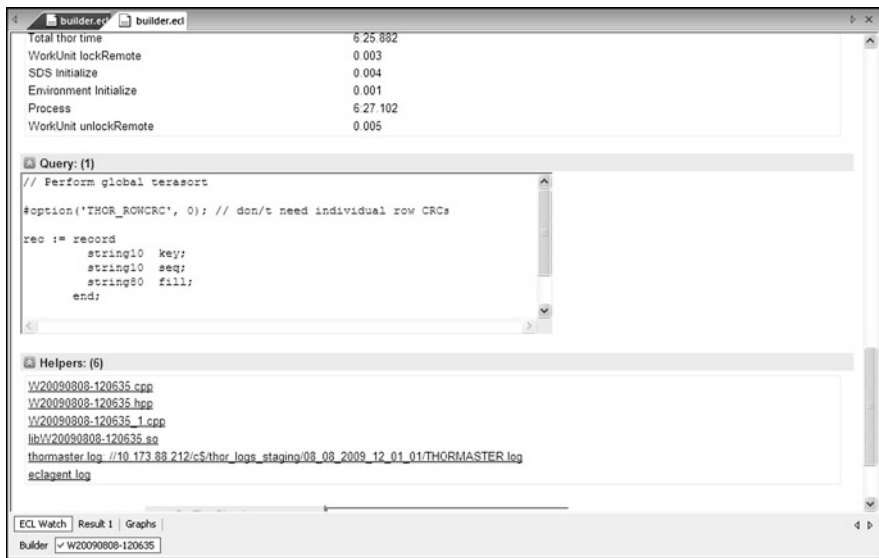 builder.ecl builder.ecl
Total thor time 6:25.882
WorkUnit lockRemote 0.003
SDS Initialize 0.004
Environment Initialize 0.001
Process 6:27.102
WorkUnit unlockRemote 0.005
Query: (1)
// Perform global terasort
#option('THOR_ROWCRC', 0); // don/t need individual row CRCs
rec := record
string10 key;
string10 seq;
string80 fill;
end;
Helpers: (6)
W20090808-120635.cpp
W20090808-120635.hpp
W20090808-120635_1.cpp
libW20090808-120635.so
thormaster.log: //10.173.88.212/c$/thor_logs_staging/08_08_2009_12_01_01/THORMASTER.log
eclagent.log
ECL Watch Result 1 Graphs
Builder W20090808-120635